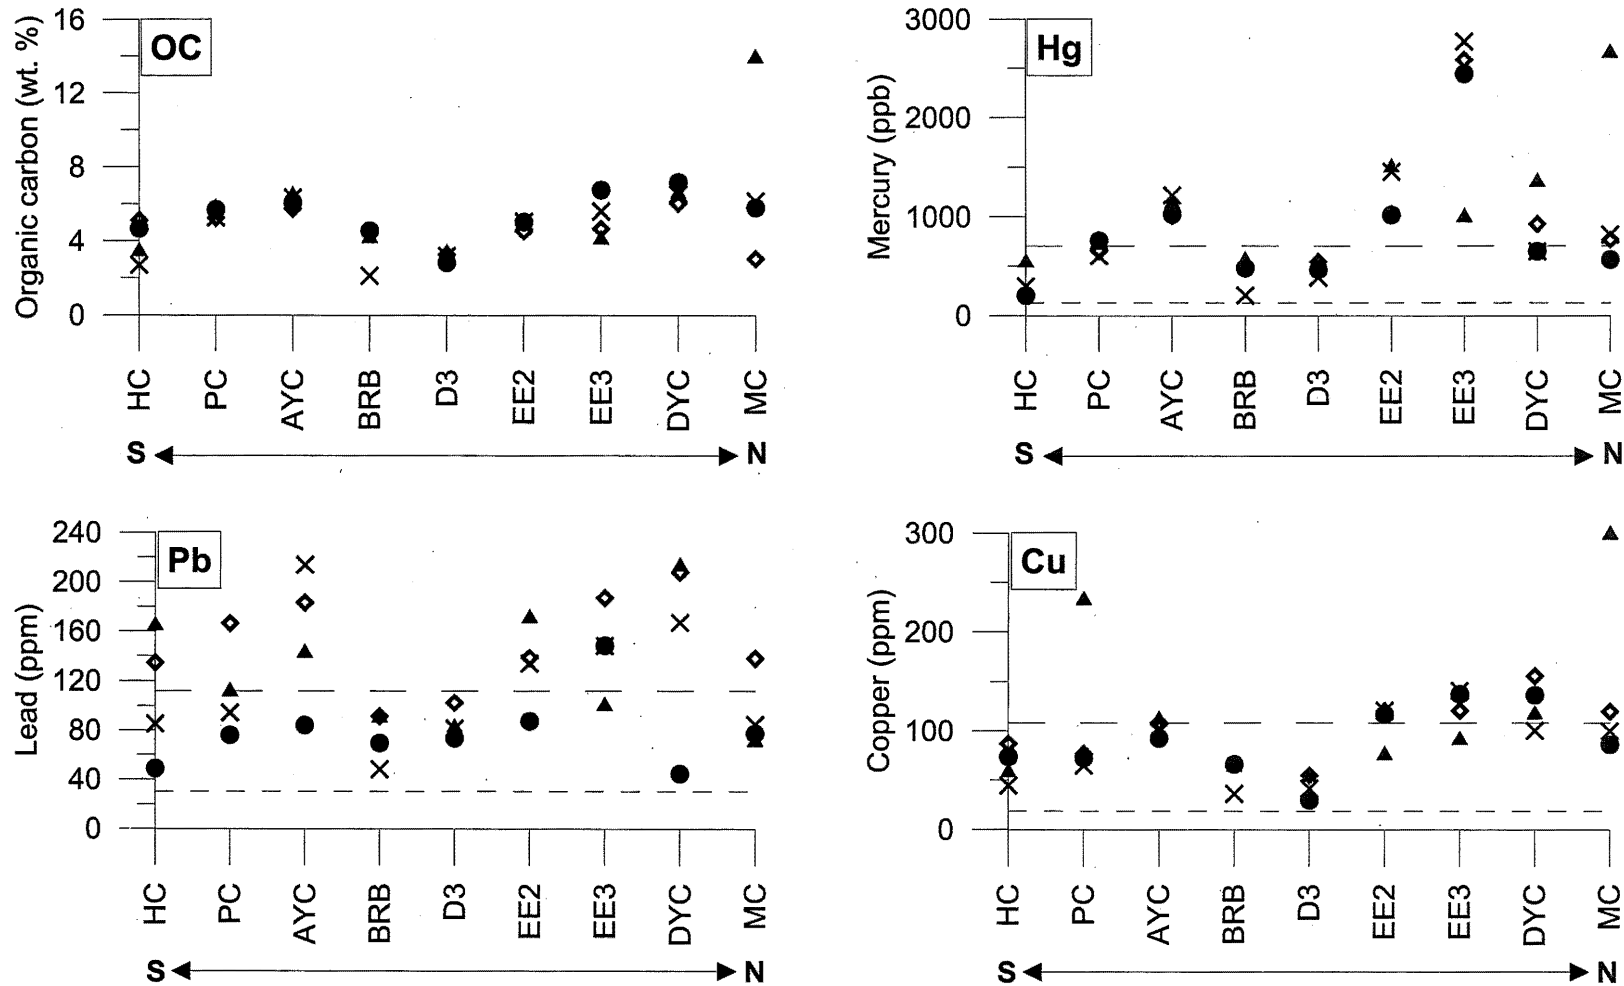 OC
Organic carbon (wt. %)
16
12
8
4
0
HC
PC
AYC
BRB
D3
EE2
EE3
DYC
MC
S N
Hg
Mercury (ppb)
3000
2000
1000
0
HC
PC
AYC
BRB
D3
EE2
EE3
DYC
MC
S N
Pb
Lead (ppm)
240
200
160
120
80
40
0
HC
PC
AYC
BRB
D3
EE2
EE3
DYC
MC
S N
Cu
Copper (ppm)
300
200
100
0
HC
PC
AYC
BRB
D3
EE2
EE3
DYC
MC
S N